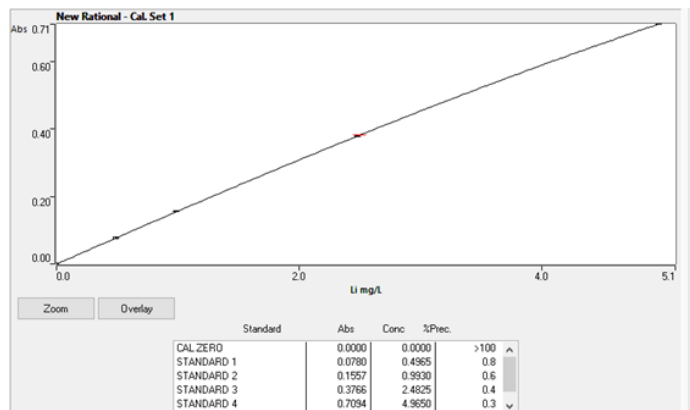 New Rational - Cal. Set 1
Abs 0.71
0.60
0.40
0.20
0.00
0.0 2.0 4.0 5.1
Li mg/L
Zoom Overlay
Standard Abs Conc %Prec.
CAL ZERO 0.0000 0.0000 >100
STANDARD 1 0.0780 0.4965 0.8
STANDARD 2 0.1557 0.9930 0.6
STANDARD 3 0.3766 2.4825 0.4
STANDARD 4 0.7094 4.9650 0.3